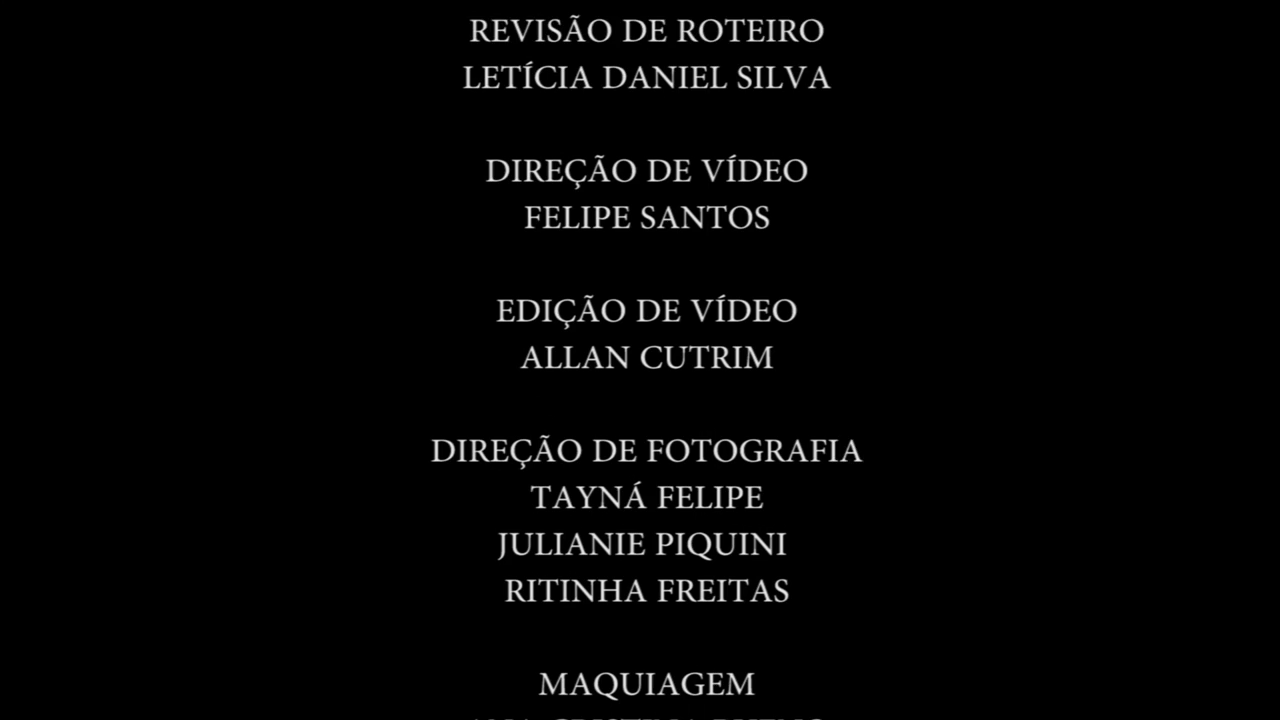 REVISÃO DE ROTEIRO
LETÍCIA DANIEL SILVA
DIREÇÃO DE VÍDEO
FELIPE SANTOS
EDIÇÃO DE VÍDEO
ALLAN CUTRIM
DIREÇÃO DE FOTOGRAFIA
TAYNÁ FELIPE
JULIANIE PIQUINI
RITINHA FREITAS
MAQUIAGEM